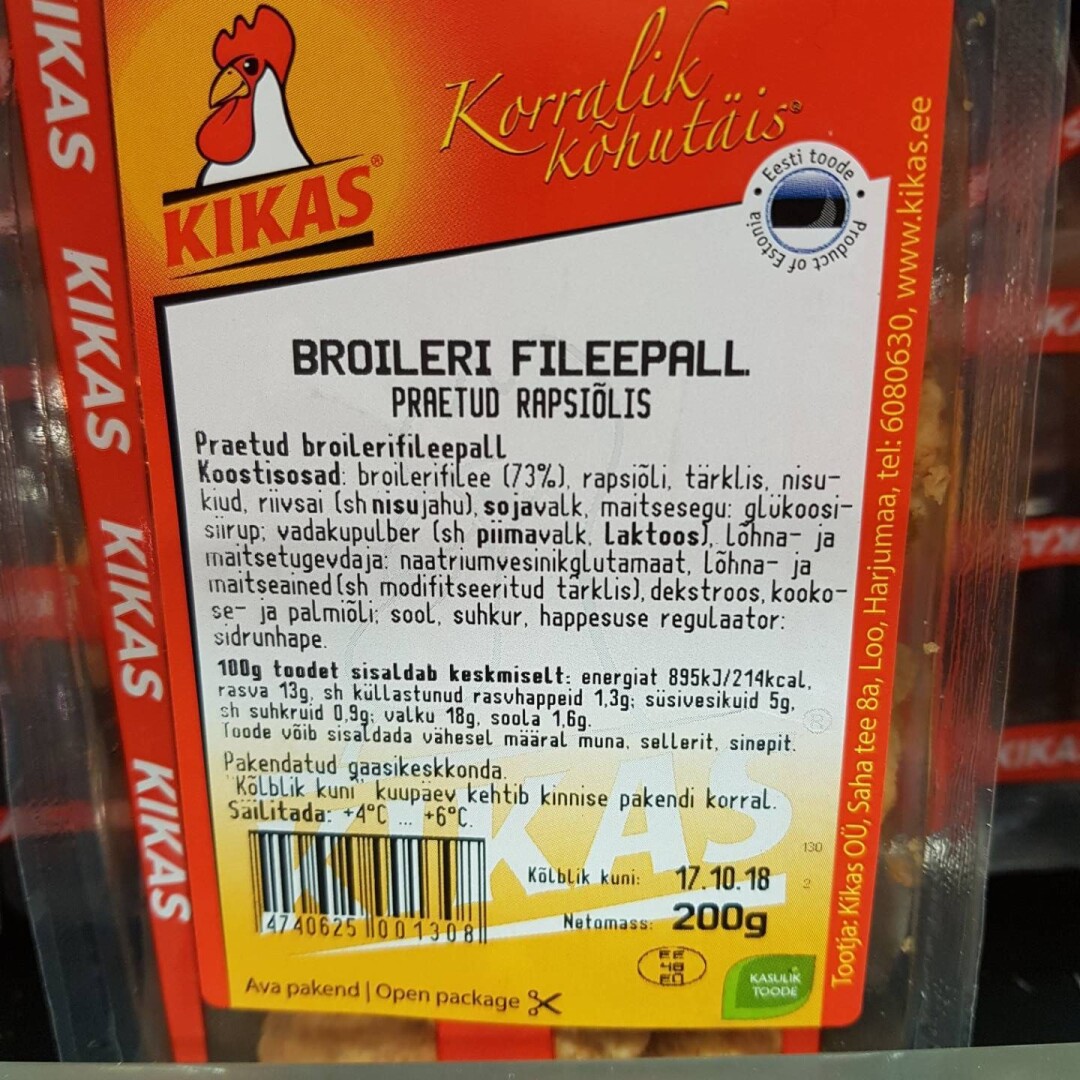 IKAS
KIKAS
KIKAS
KIKAS
KIKAS®
Korralik
kõhutäis®
Eesti toode
Product of Estonia
BROILERI FILEEPALL
PRAETUD RAPSIÕLIS
Praetud broilerifileepall
Koostisosad: broilerifilee (73%), rapsiõli, tärklis, nisu-
kiud, riivsai (sh nisujahu), sojavalk, maitsesegu: glükoosi-
siirup; vadakupulber (sh piimavalk, Laktoos), Lõhna- ja
maitsetugevdaja: naatriumvesinikglutamaat, Lõhna- ja
maitseained(sh modifitseeritud tärklis), dekstroos, kooko-
se- ja palmiõli; sool, suhkur, happesuse regulaator:
sidrunhape.
100g toodet sisaldab keskmiselt: energiat 895kJ/214kcal,
rasva 13g, sh küllastunud rasvhappeid 1,3g; süsivesikuid 5g,
sh suhkruid 0,9g; valku 18g, soola 1,6g.
Toode võib sisaldada vähesel määral muna, sellerit, sinepit.
Pakendatud gaasikeskkonda.
"Kõlblik kuni" kuupäev kehtib kinnise pakendi korral.
Säilitada: +4°C ... +6°C.
KIKAS®
Kõlblik kuni: 17.10.18
Netomass: 200g
4740625 001308
130
2
EE
48
EÜ
KASULIK
TOODE
Ava pakend | Open package
Tootja: Kikas OÜ, Saha tee 8a, Loo, Harjumaa, tel: 6080630, www.kikas.ee